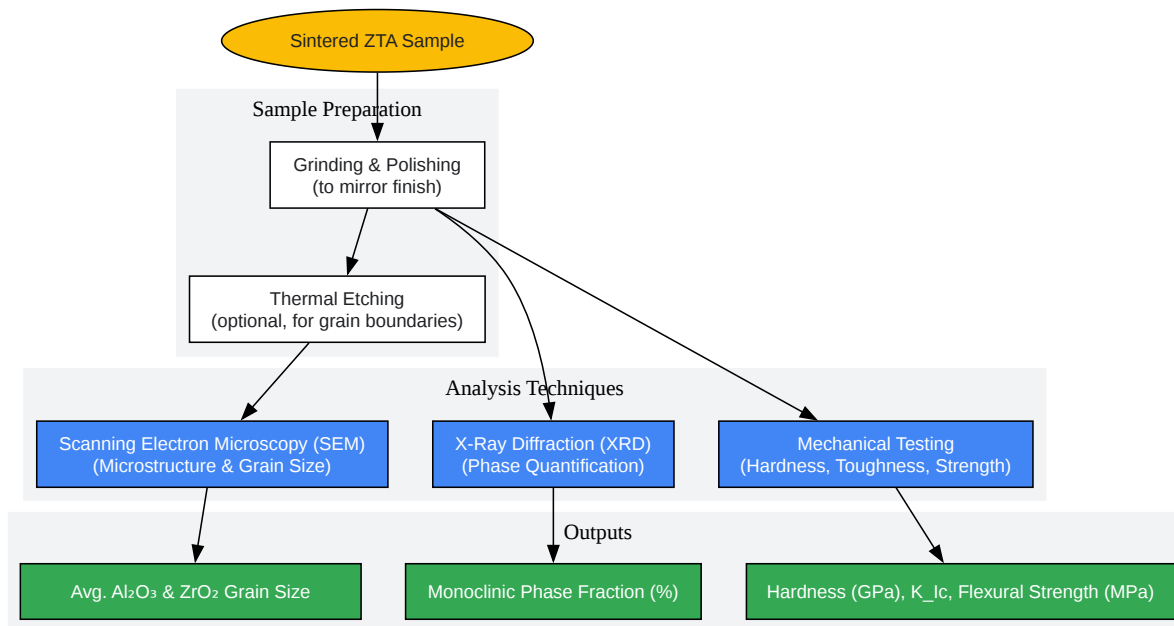 Sintered ZTA Sample
Sample Preparation
Grinding & Polishing
(to mirror finish)
Thermal Etching
(optional, for grain boundaries)
Analysis Techniques
Scanning Electron Microscopy (SEM)
(Microstructure & Grain Size)
X-Ray Diffraction (XRD)
(Phase Quantification)
Mechanical Testing
(Hardness, Toughness, Strength)
Outputs
Avg. Al₂O₃ & ZrO₂ Grain Size
Monoclinic Phase Fraction (%)
Hardness (GPa), K_Ic, Flexural Strength (MPa)